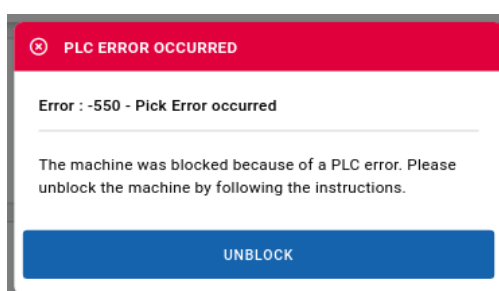 PLC ERROR OCCURRED
Error : -550 - Pick Error occurred
The machine was blocked because of a PLC error. Please
unblock the machine by following the instructions.
UNBLOCK